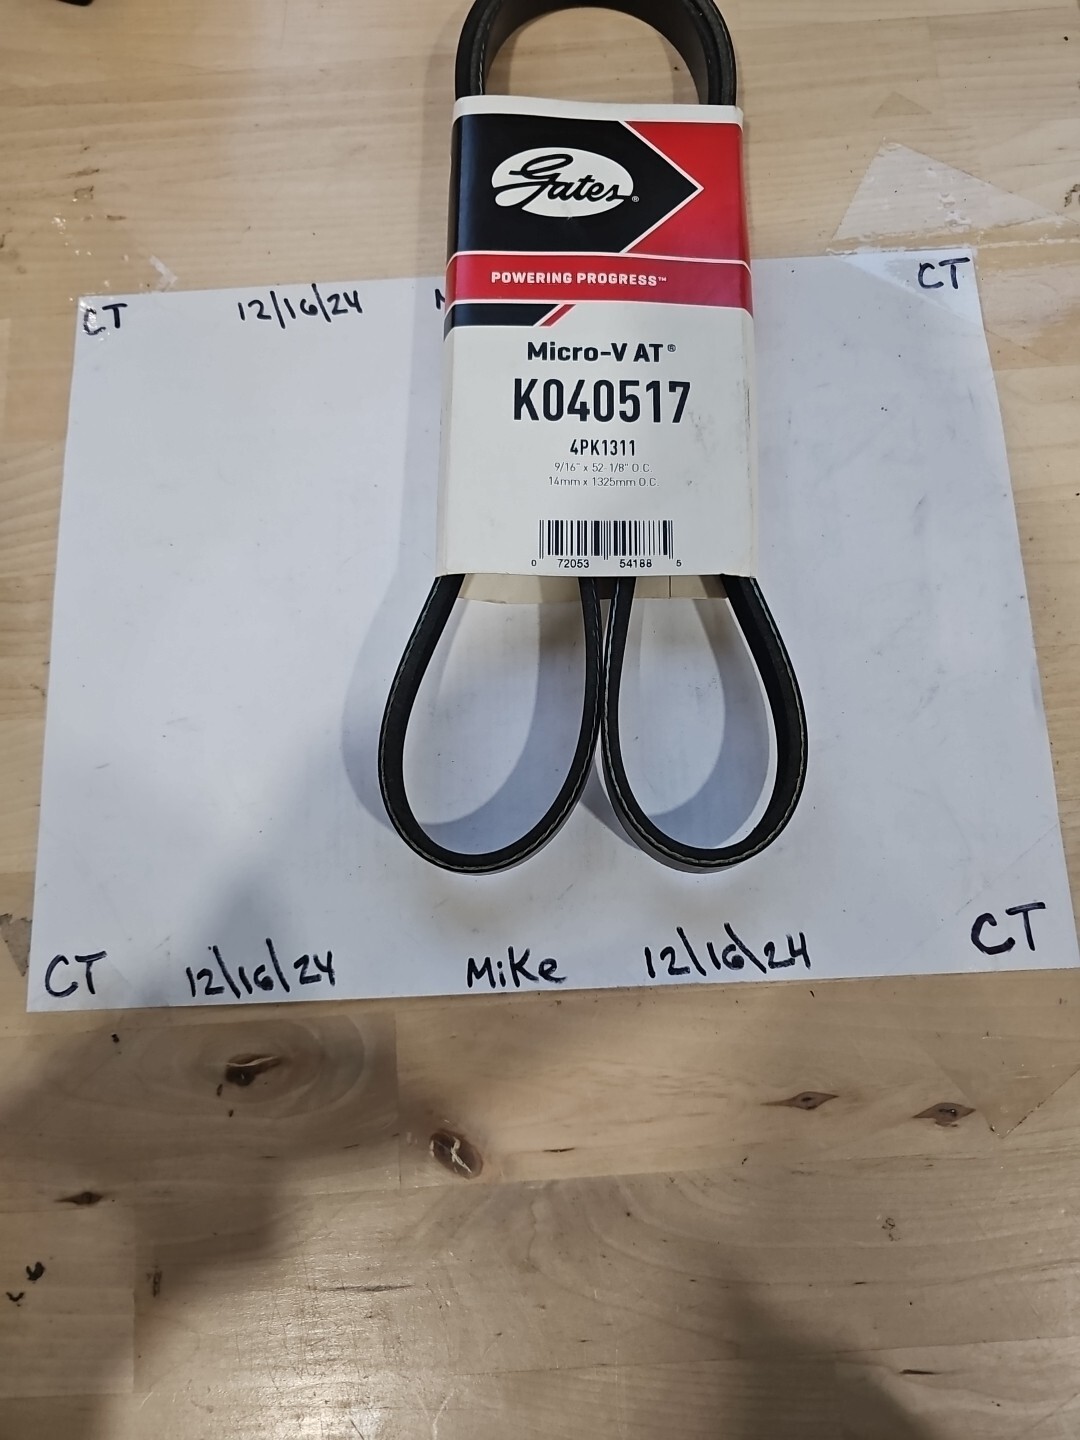 Gates®
POWERING PROGRESS™
CT 12/16/24
CT
Micro-V AT®
K040517
4PK1311
9/16" x 52-1/8" O.C.
14mm x 1325mm O.C.
0 72053 54188 5
CT 12/16/24 Mike 12/16/24 CT